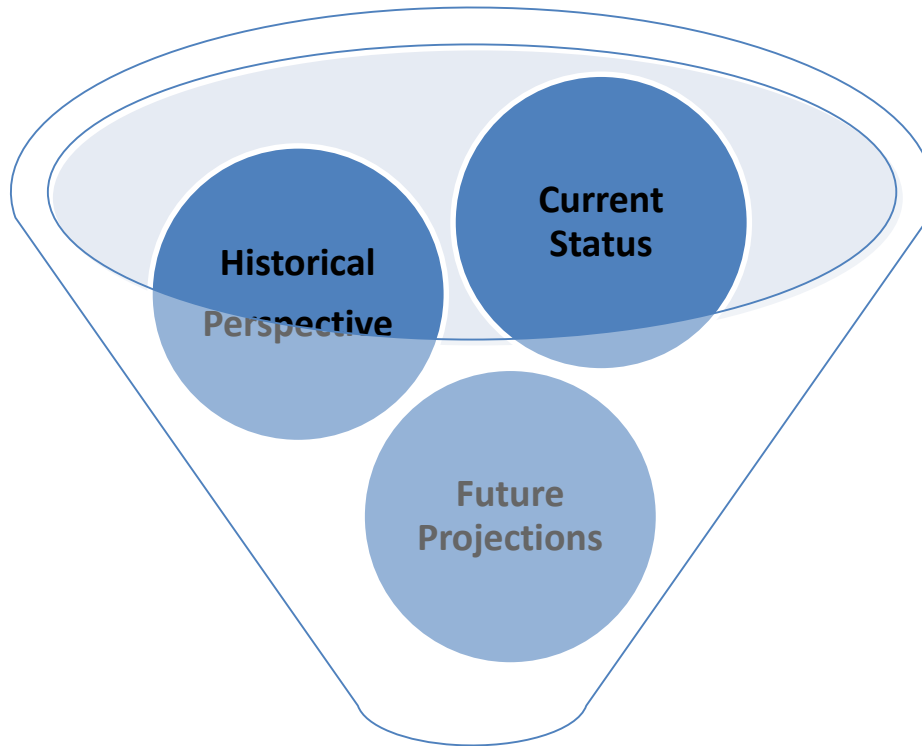 Historical
Perspective
Current
Status
Future
Projections